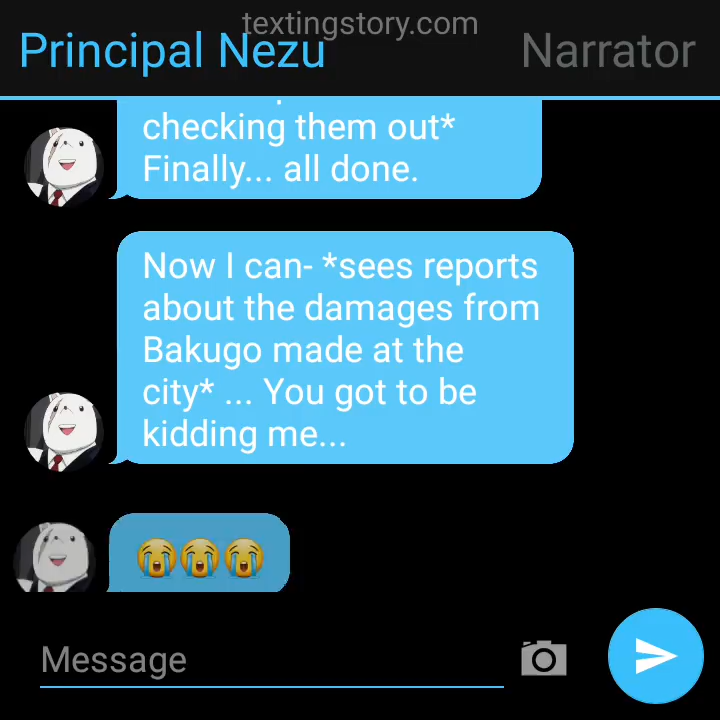 textingstory.com
Principal Nezu
Narrator
checking them out*
Finally... all done.
Now I can- *sees reports
about the damages from
Bakugo made at the
city* ... You got to be
kidding me...
😭😭😭
Message